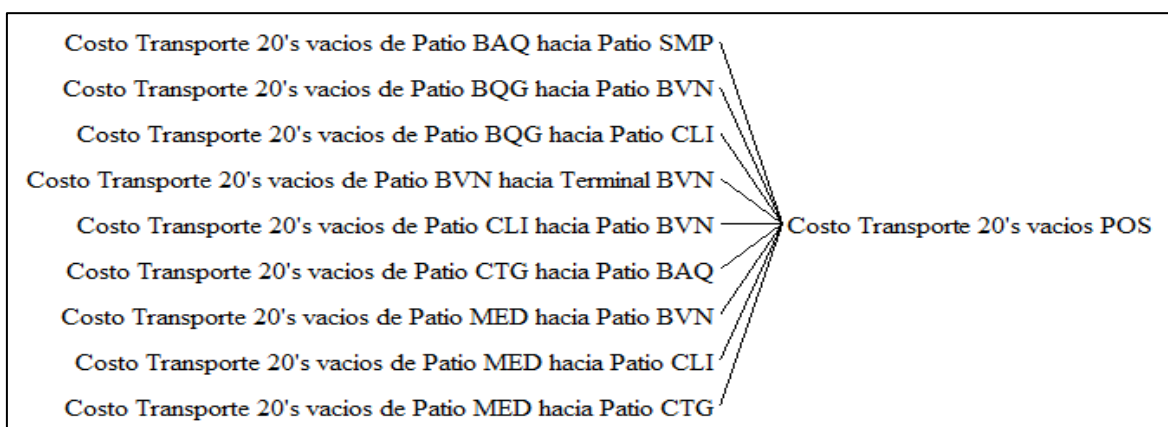 Costo Transporte 20's vacios de Patio BAQ hacia Patio SMP
Costo Transporte 20's vacios de Patio BQG hacia Patio BVN
Costo Transporte 20's vacios de Patio BQG hacia Patio CLI
Costo Transporte 20's vacios de Patio BVN hacia Terminal BVN
Costo Transporte 20's vacios de Patio CLI hacia Patio BVN
Costo Transporte 20's vacios POS
Costo Transporte 20's vacios de Patio CTG hacia Patio BAQ
Costo Transporte 20's vacios de Patio MED hacia Patio BVN
Costo Transporte 20's vacios de Patio MED hacia Patio CLI
Costo Transporte 20's vacios de Patio MED hacia Patio CTG